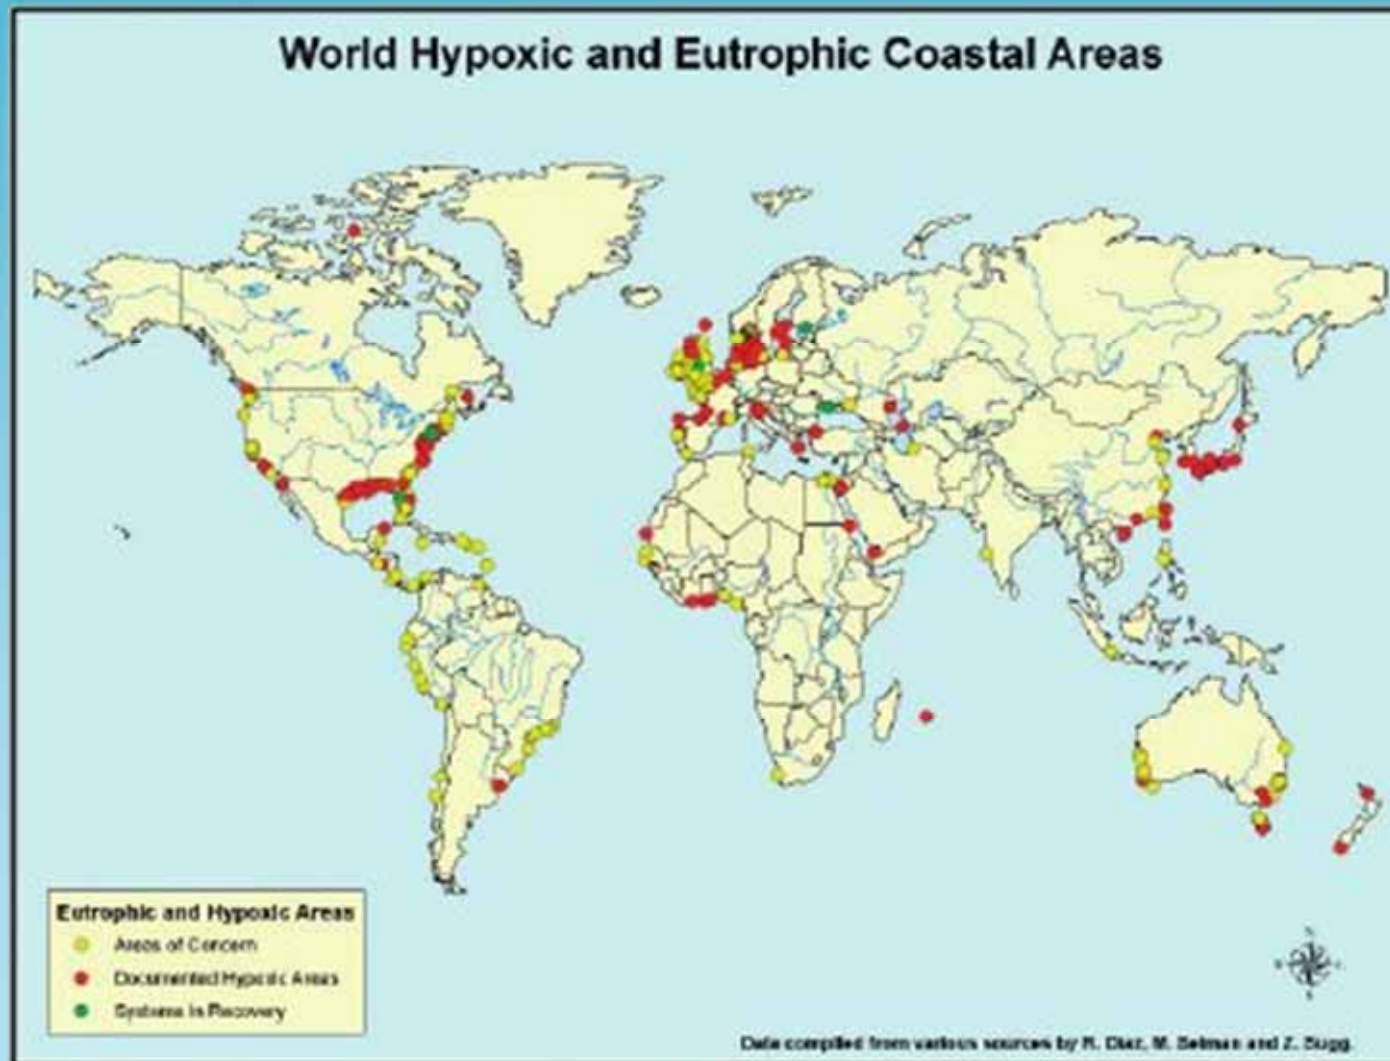 World Hypoxic and Eutrophic Coastal Areas
Eutrophic and Hypoxic Areas
Areas of Concern
Documented Hypoxic Areas
Systems in Recovery
Data compiled from various sources by R. Diaz, M. Selman and Z. Sugg.